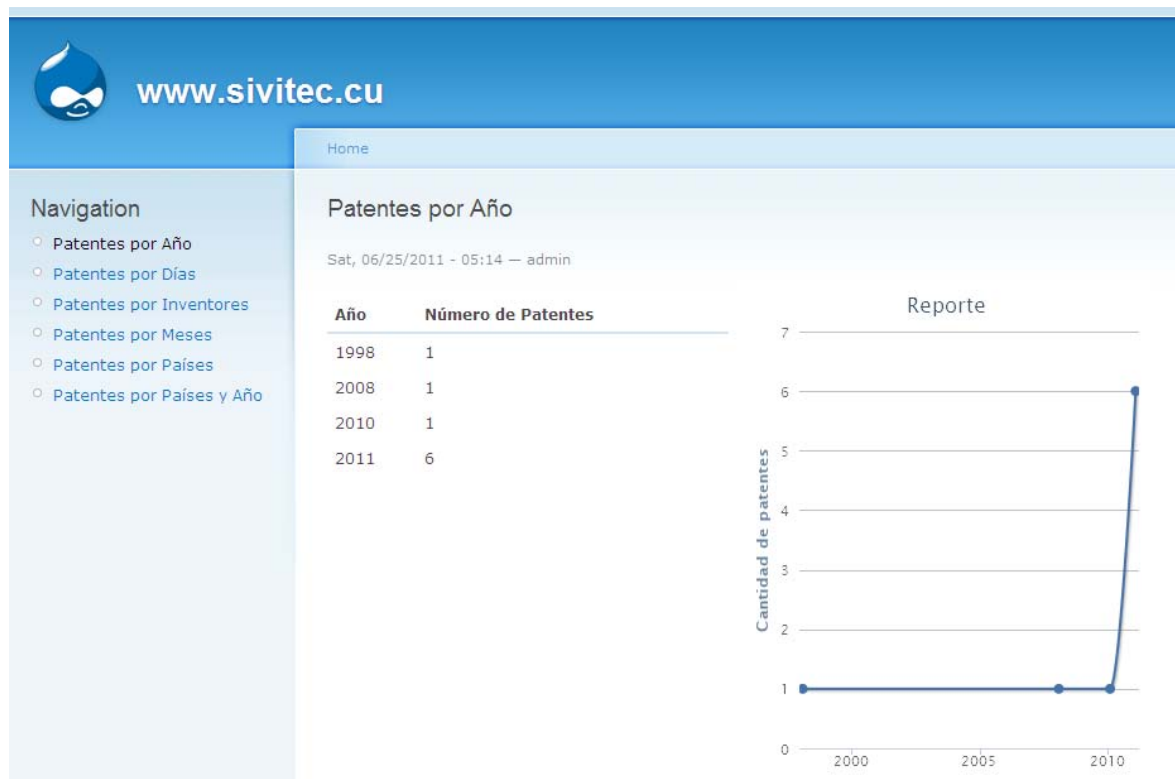 www.sivitec.cu
Home
Navigation
Patentes por Año
Patentes por Días
Patentes por Inventores
Patentes por Meses
Patentes por Países
Patentes por Países y Año
Patentes por Año
Sat, 06/25/2011 - 05:14 — admin
Año Número de Patentes
1998 1
2008 1
2010 1
2011 6
Reporte
Cantidad de patentes
7
6
5
4
3
2
1
0
2000 2005 2010